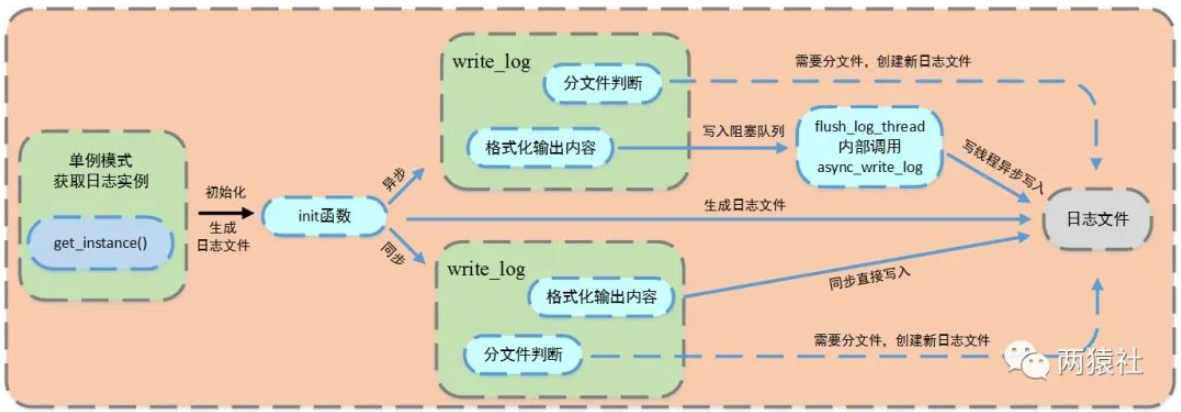 单例模式
获取日志实例
get_instance()
初始化
生成
日志文件
init函数
异步
同步
write_log
分文件判断
格式化输出内容
需要分文件，创建新日志文件
写入阻塞队列
flush_log_thread
内部调用
async_write_log
写线程异步写入
生成日志文件
日志文件
write_log
格式化输出内容
分文件判断
同步直接写入
需要分文件，创建新日志文件
两猿社